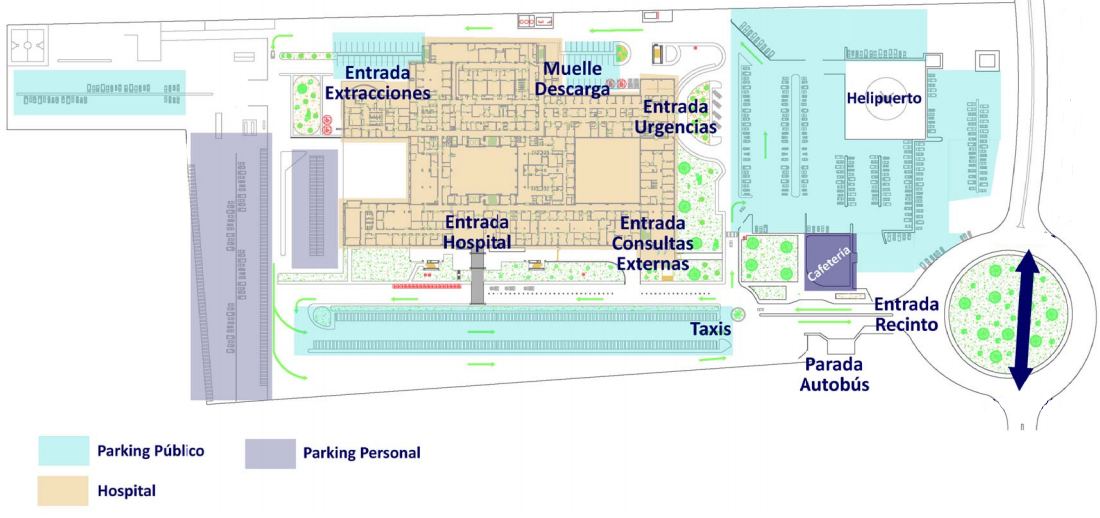 Entrada
Extracciones
Muelle
Descarga
Entrada
Urgencias
Helipuerto
Entrada
Hospital
Entrada
Consultas
Externas
Cafetería
Entrada
Recinto
Taxis
Parada
Autobús
Parking Público
Parking Personal
Hospital